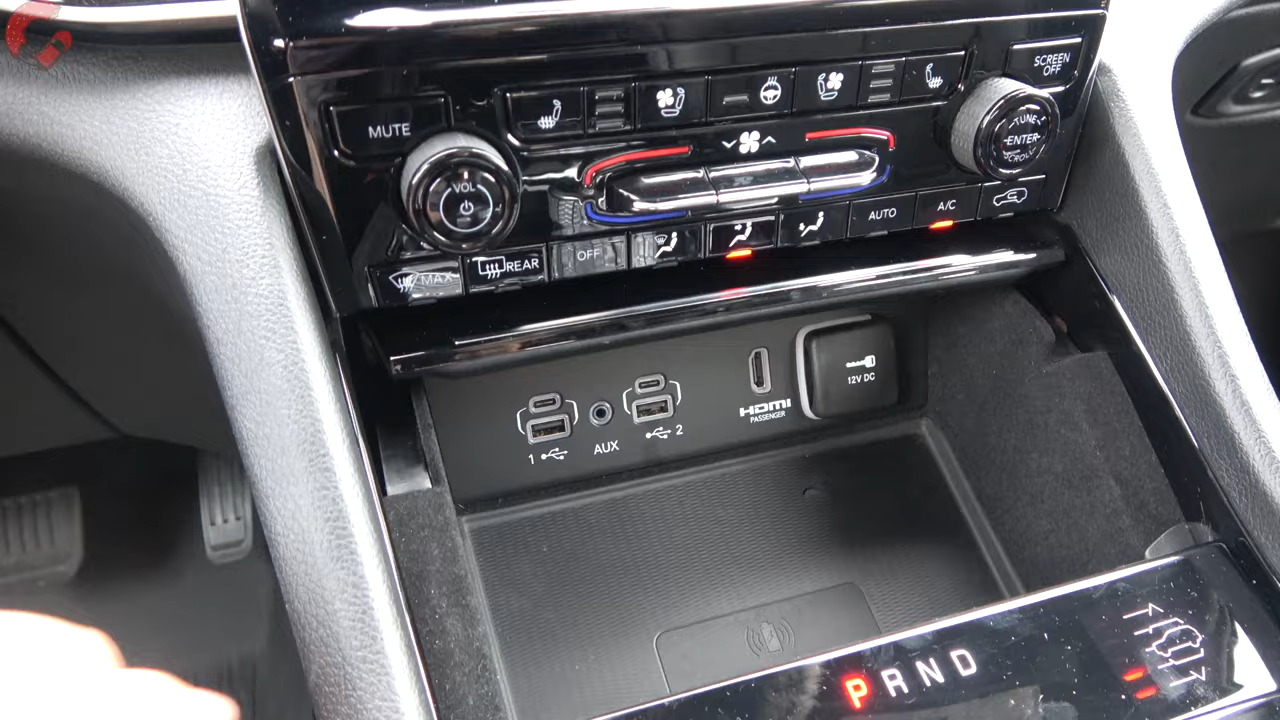 SCREEN
OFF
MUTE
TUNE
ENTER
SCROLL
VOL
MAX
REAR
OFF
AUTO
A/C
12V DC
HDMI
PASSENGER
1
AUX
2
P R N D